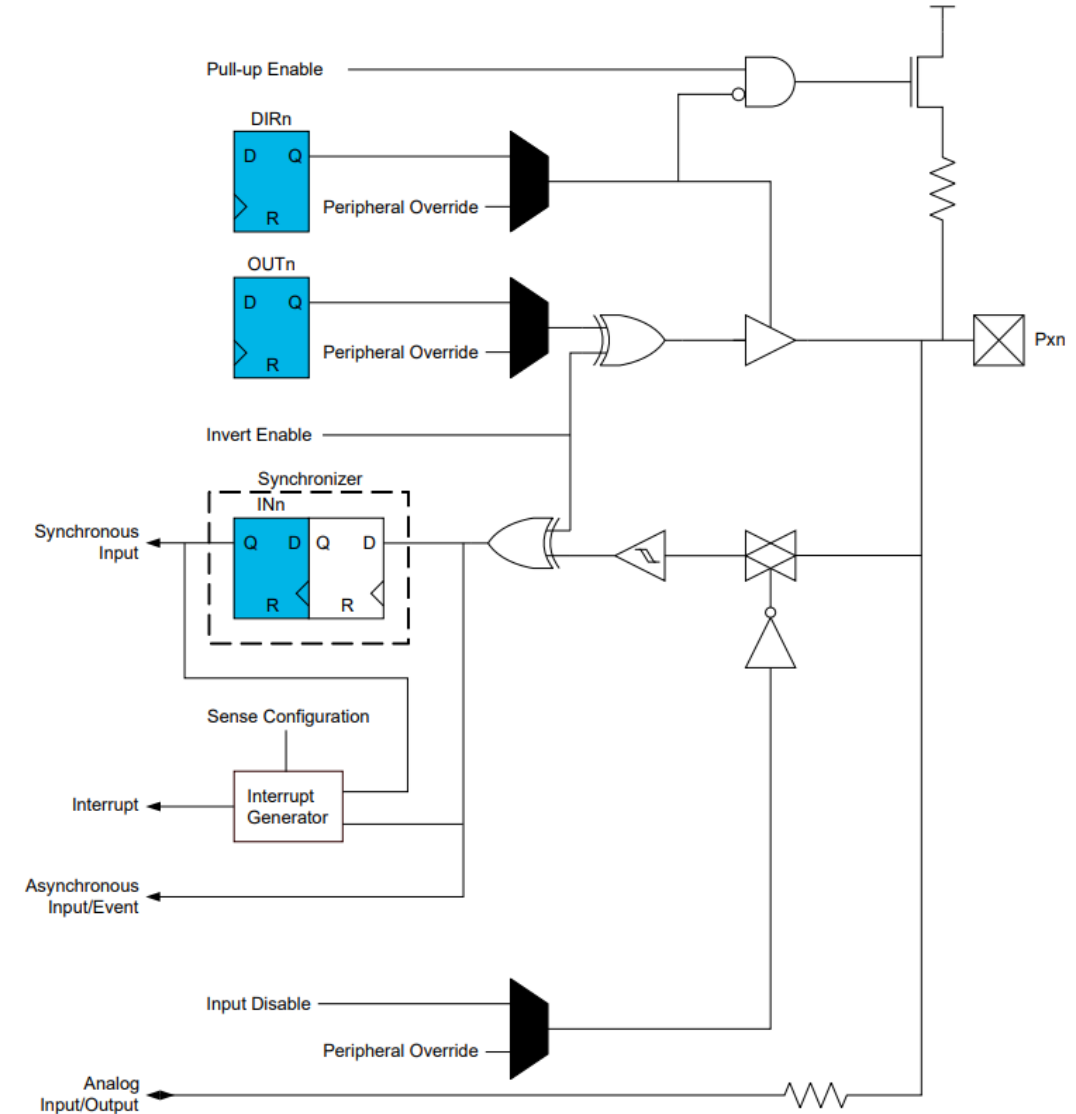 Pull-up Enable
DIRn
D Q
R
Peripheral Override
OUTn
D Q
R
Peripheral Override
Pxn
Invert Enable
Synchronizer
INn
Synchronous
Input
Q D Q D
R R
Sense Configuration
Interrupt
Interrupt
Generator
Asynchronous
Input/Event
Input Disable
Peripheral Override
Analog
Input/Output